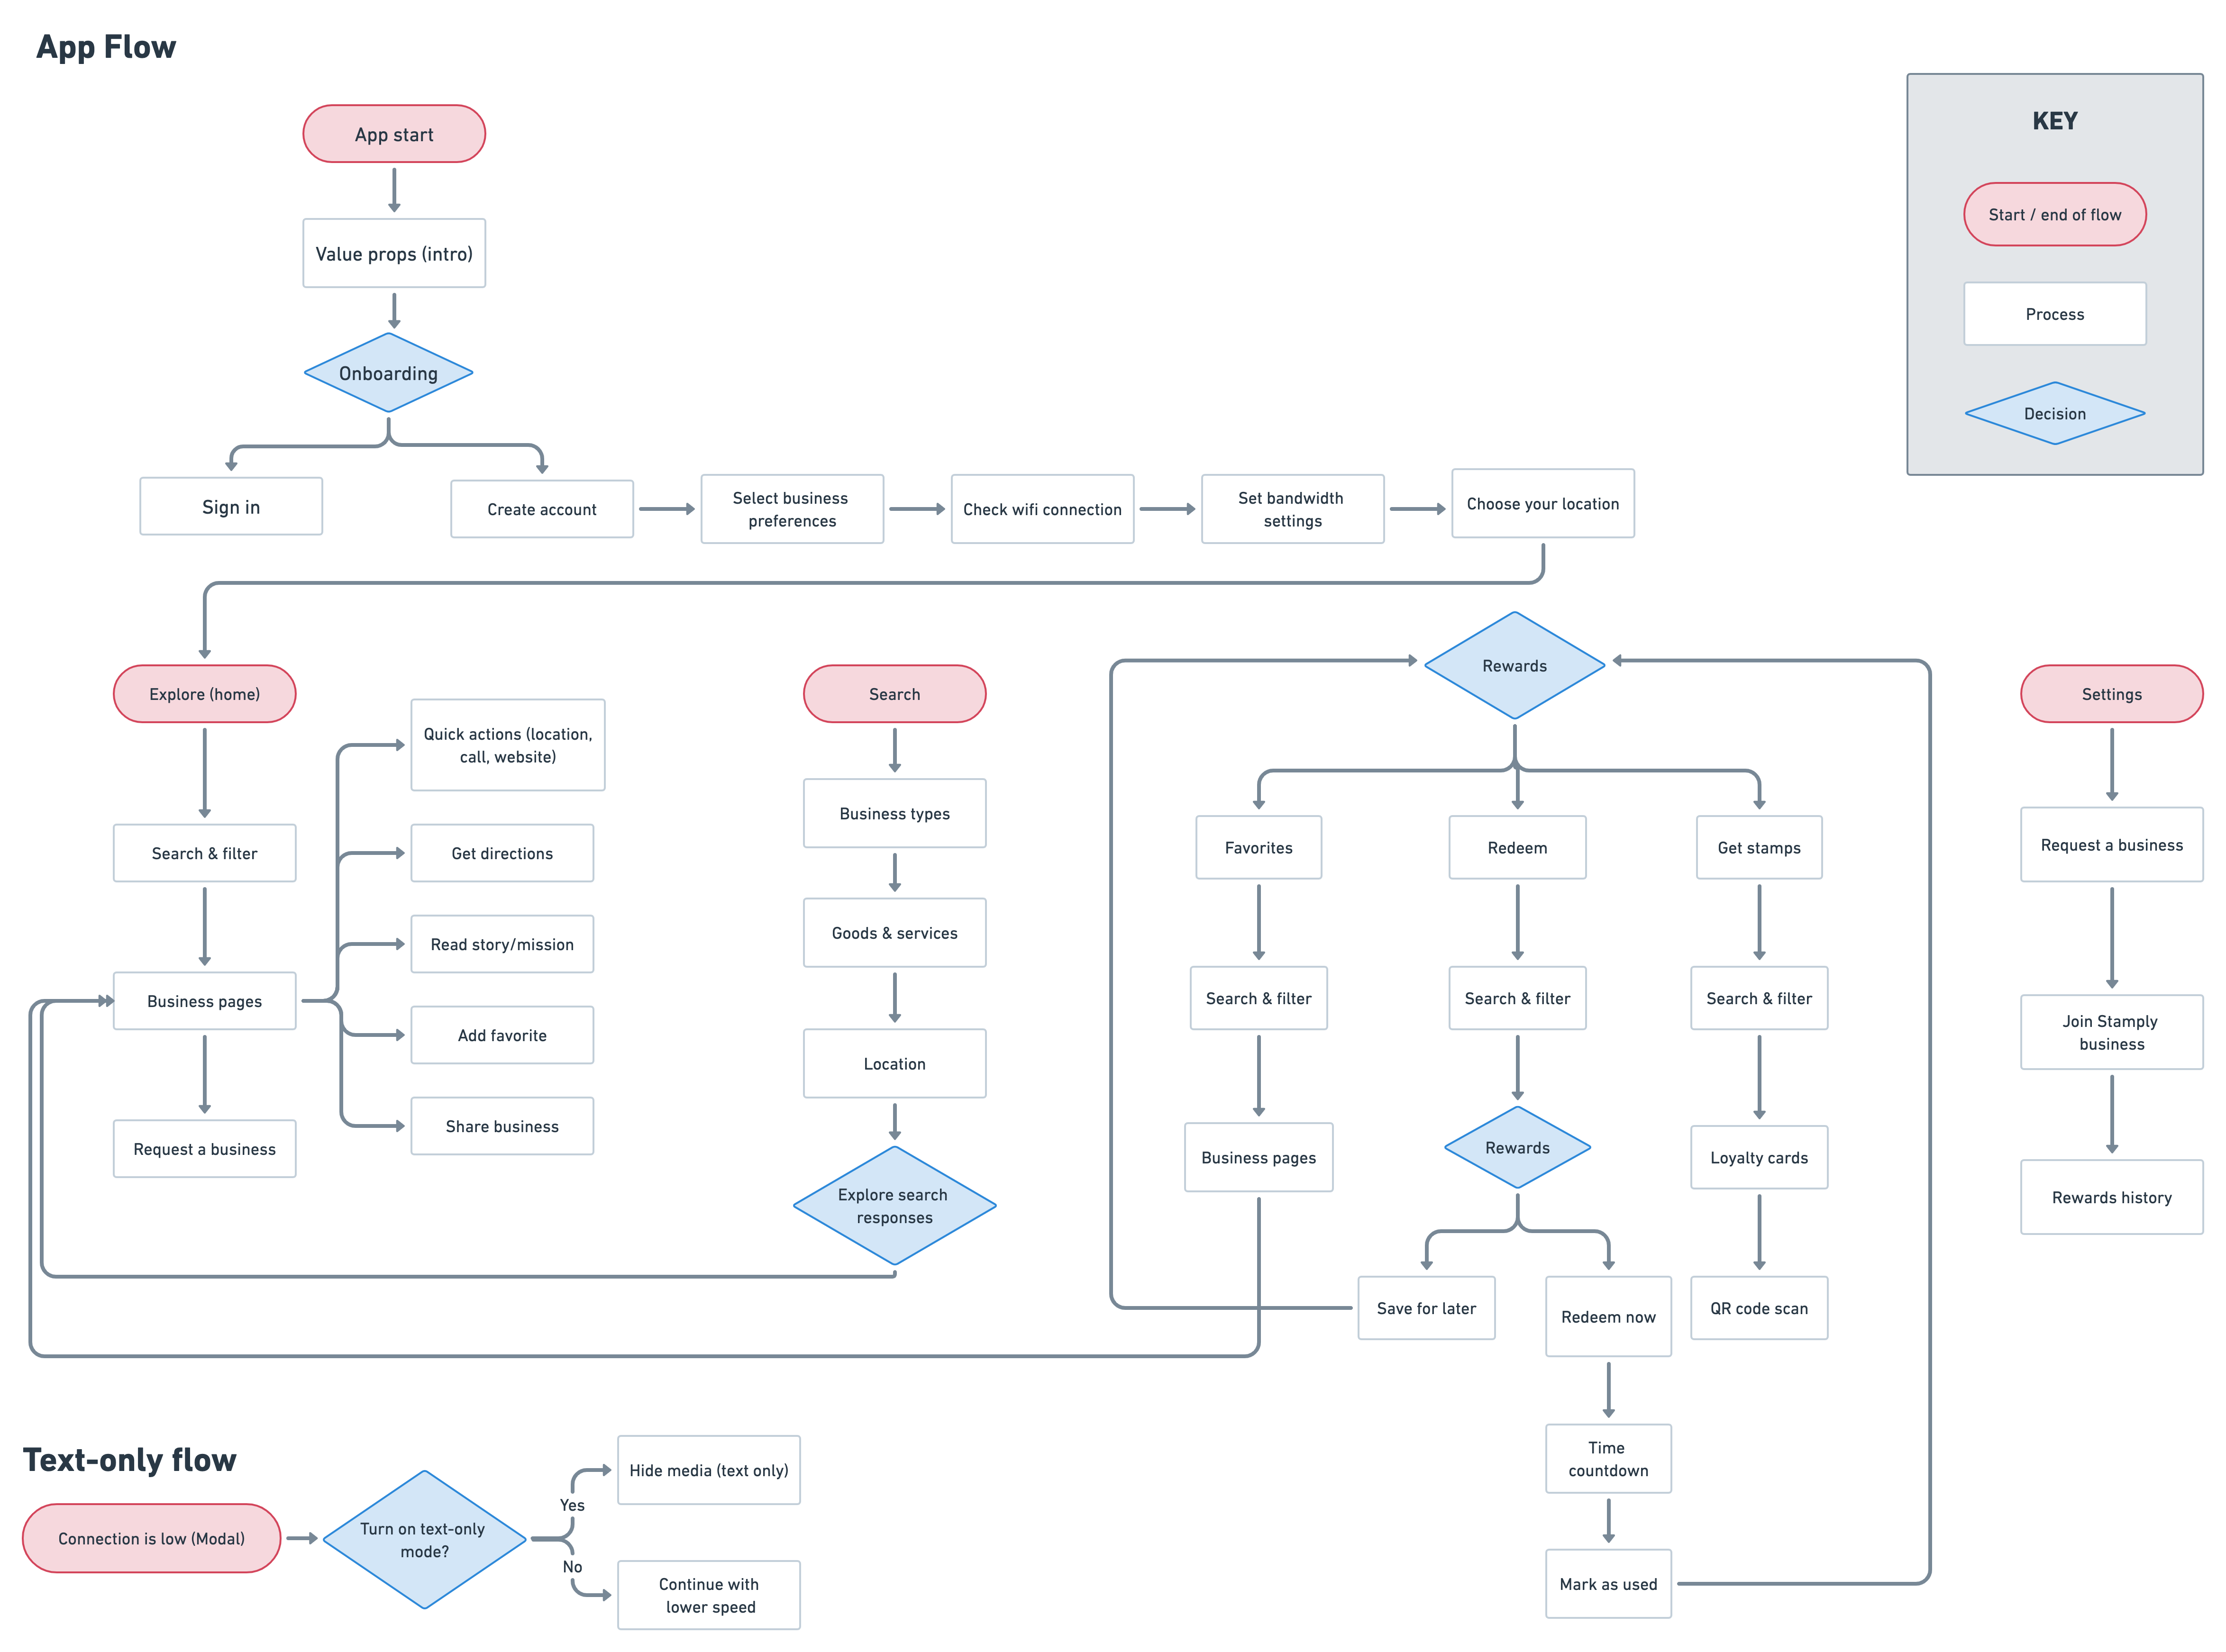 App Flow
KEY
Start / end of flow
Process
Decision
App start
Value props (intro)
Onboarding
Sign in
Create account
Select business
preferences
Check wifi connection
Set bandwidth
settings
Choose your location
Explore (home)
Search & filter
Business pages
Request a business
Quick actions (location,
call, website)
Get directions
Read story/mission
Add favorite
Share business
Search
Business types
Goods & services
Location
Explore search
responses
Rewards
Favorites
Search & filter
Business pages
Redeem
Search & filter
Rewards
Save for later
Redeem now
Time
countdown
Mark as used
Get stamps
Search & filter
Loyalty cards
QR code scan
Settings
Request a business
Join Stamply
business
Rewards history
Text-only flow
Connection is low (Modal)
Turn on text-only
mode?
Yes
Hide media (text only)
No
Continue with
lower speed